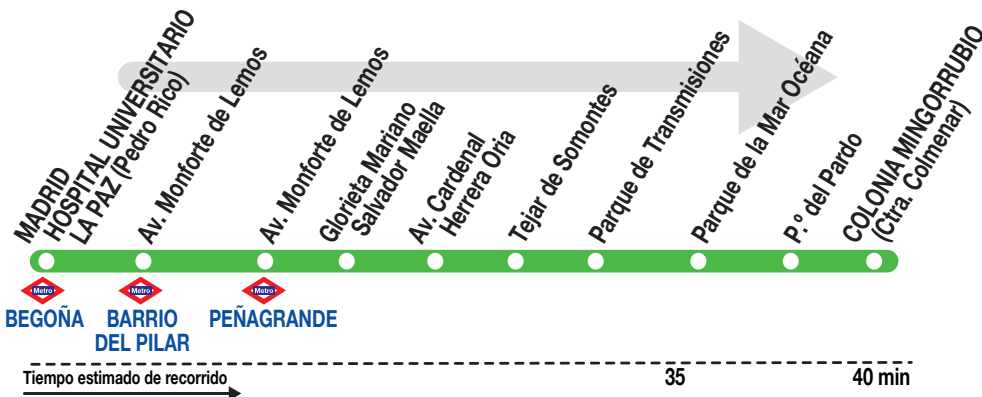 MADRID
HOSPITAL UNIVERSITARIO
LA PAZ (Pedro Rico)
Av. Monforte de Lemos
Av. Monforte de Lemos
Glorieta Mariano
Salvador Maella
Av. Cardenal
Herrera Oria
Tejar de Somontes
Parque de Transmisiones
Parque de la Mar Océana
P.º del Pardo
COLONIA MINGORRUBIO
(Ctra. Colmenar)
Metro
Metro
Metro
BEGOÑA
BARRIO
DEL PILAR
PEÑAGRANDE
Tiempo estimado de recorrido
35
40 min